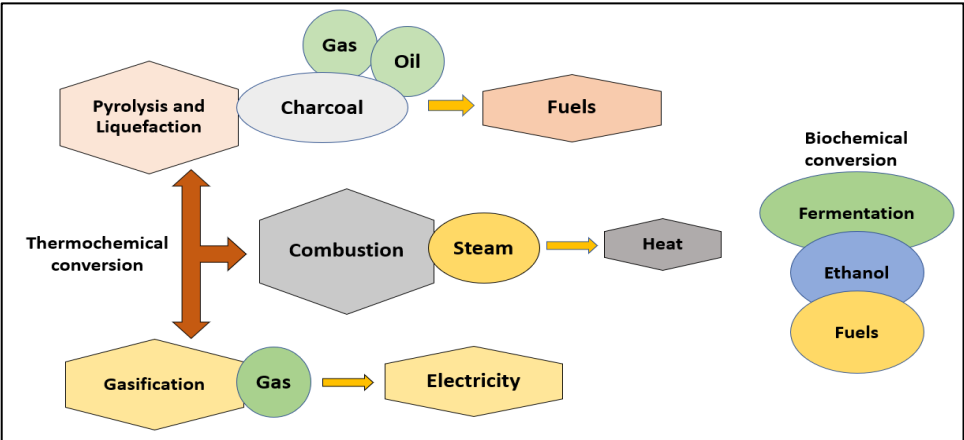 Gas
Oil
Pyrolysis and
Liquefaction
Charcoal
Fuels
Thermochemical
conversion
Combustion
Steam
Heat
Gasification
Gas
Electricity
Biochemical
conversion
Fermentation
Ethanol
Fuels